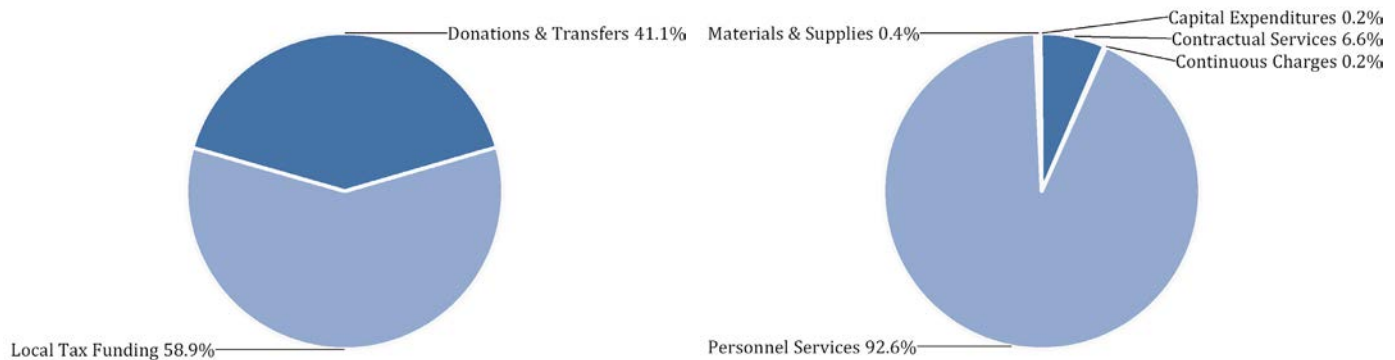 Donations & Transfers 41.1%
Local Tax Funding 58.9%
Materials & Supplies 0.4%
Capital Expenditures 0.2%
Contractual Services 6.6%
Continuous Charges 0.2%
Personnel Services 92.6%